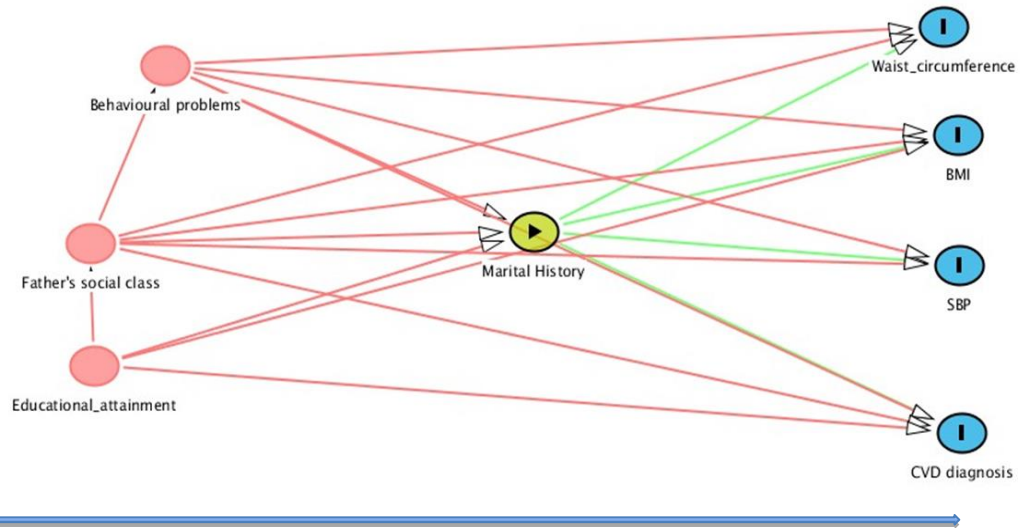 Waist_circumference
Behavioural problems
BMI
Marital History
Father's social class
SBP
Educational_attainment
CVD diagnosis